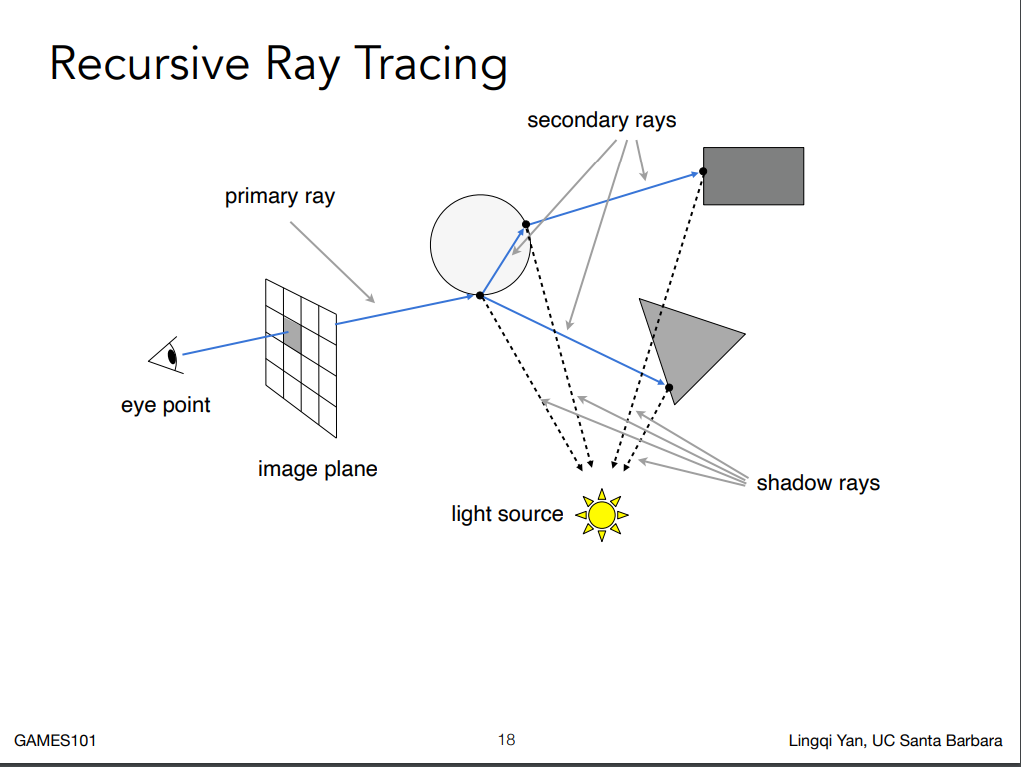 Recursive Ray Tracing
secondary rays
primary ray
eye point
image plane
shadow rays
light source
GAMES101
18
Lingqi Yan, UC Santa Barbara